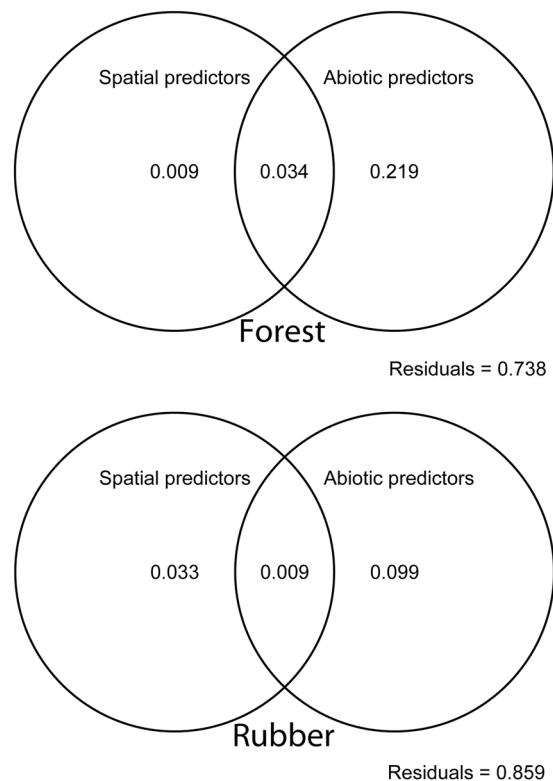 Spatial predictors Abiotic predictors
0.009 0.034 0.219
Forest
Residuals = 0.738
Spatial predictors Abiotic predictors
0.033 0.009 0.099
Rubber
Residuals = 0.859